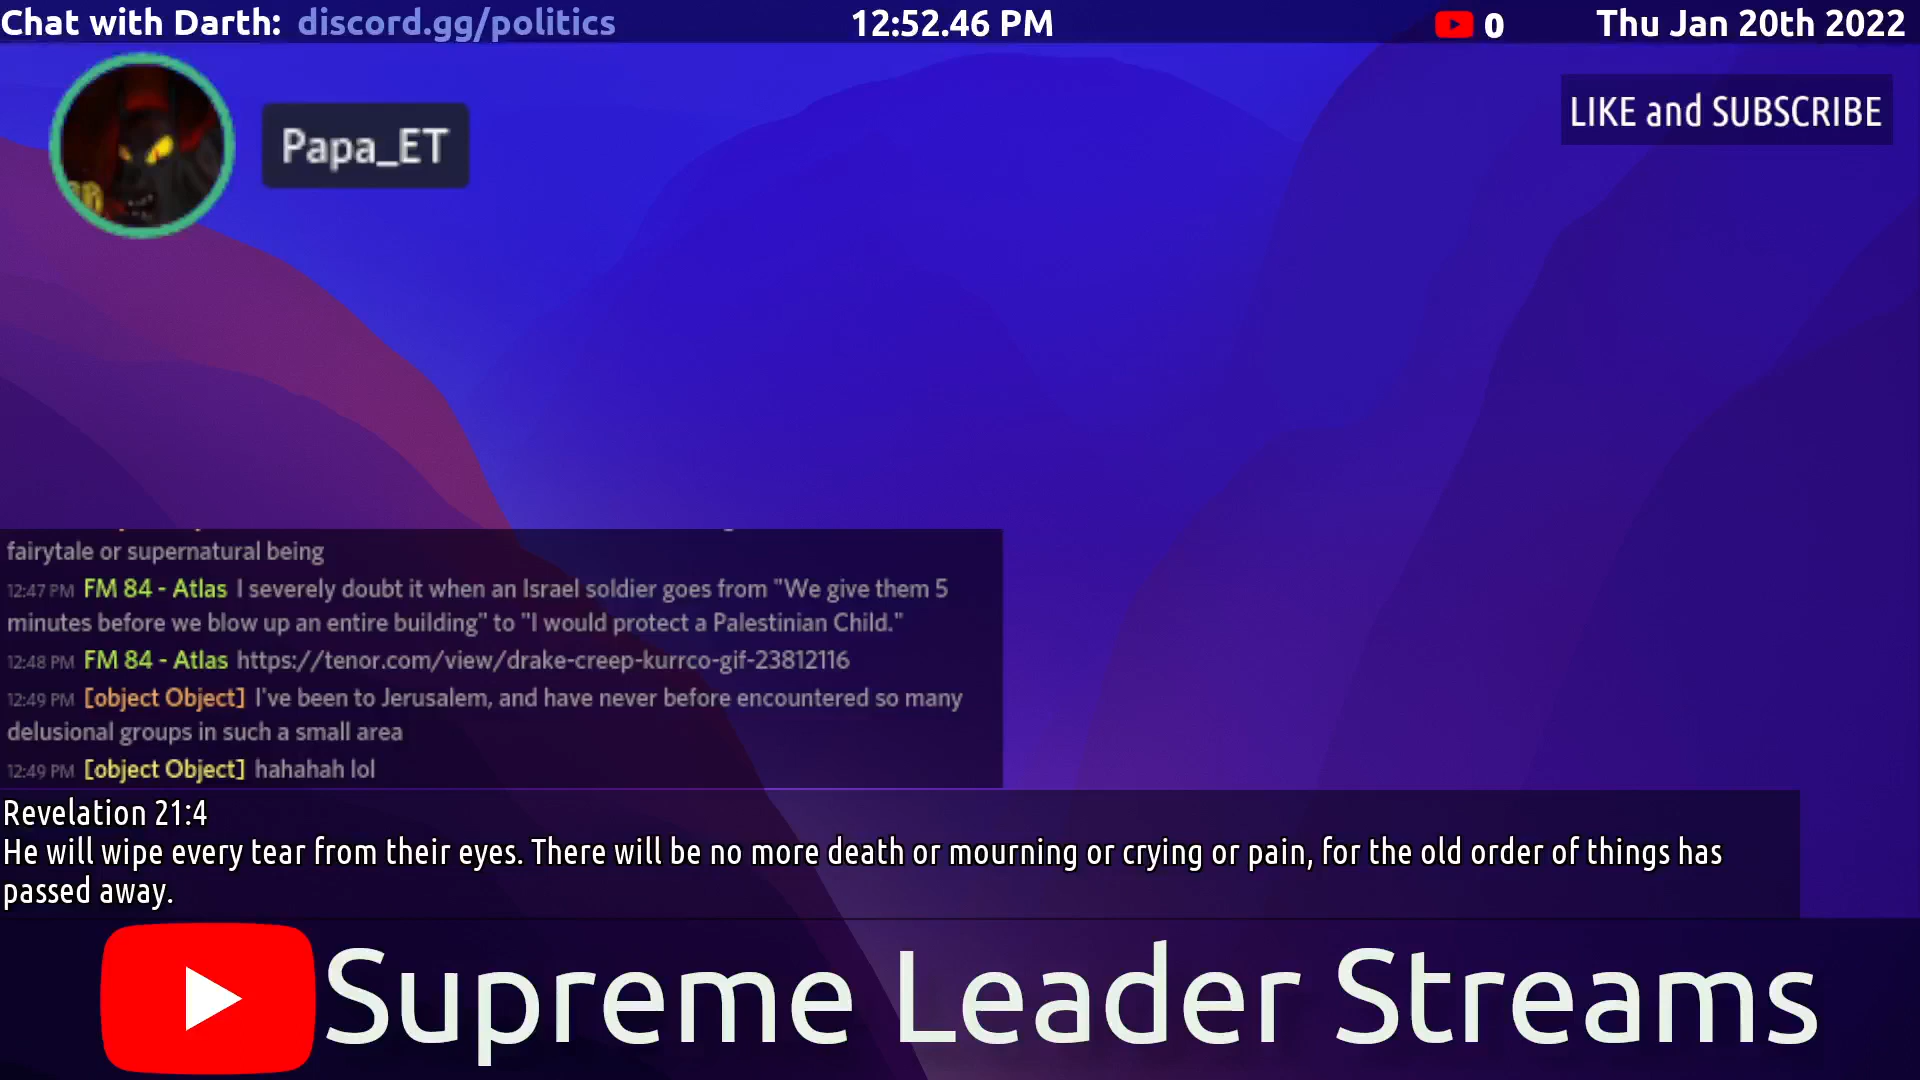 Chat with Darth: discord.gg/politics 12:52.46 PM 0 Thu Jan 20th 2022
LIKE and SUBSCRIBE
Papa_ET
fairytale or supernatural being
12:47 PM FM 84 - Atlas I severely doubt it when an Israel soldier goes from "We give them 5
minutes before we blow up an entire building" to "I would protect a Palestinian Child."
12:48 PM FM 84 - Atlas https://tenor.com/view/drake-creep-kurrco-gif-23812116
12:49 PM [object Object] I've been to Jerusalem, and have never before encountered so many
delusional groups in such a small area
12:49 PM [object Object] hahahah lol
Revelation 21:4
He will wipe every tear from their eyes. There will be no more death or mourning or crying or pain, for the old order of things has
passed away.
Supreme Leader Streams